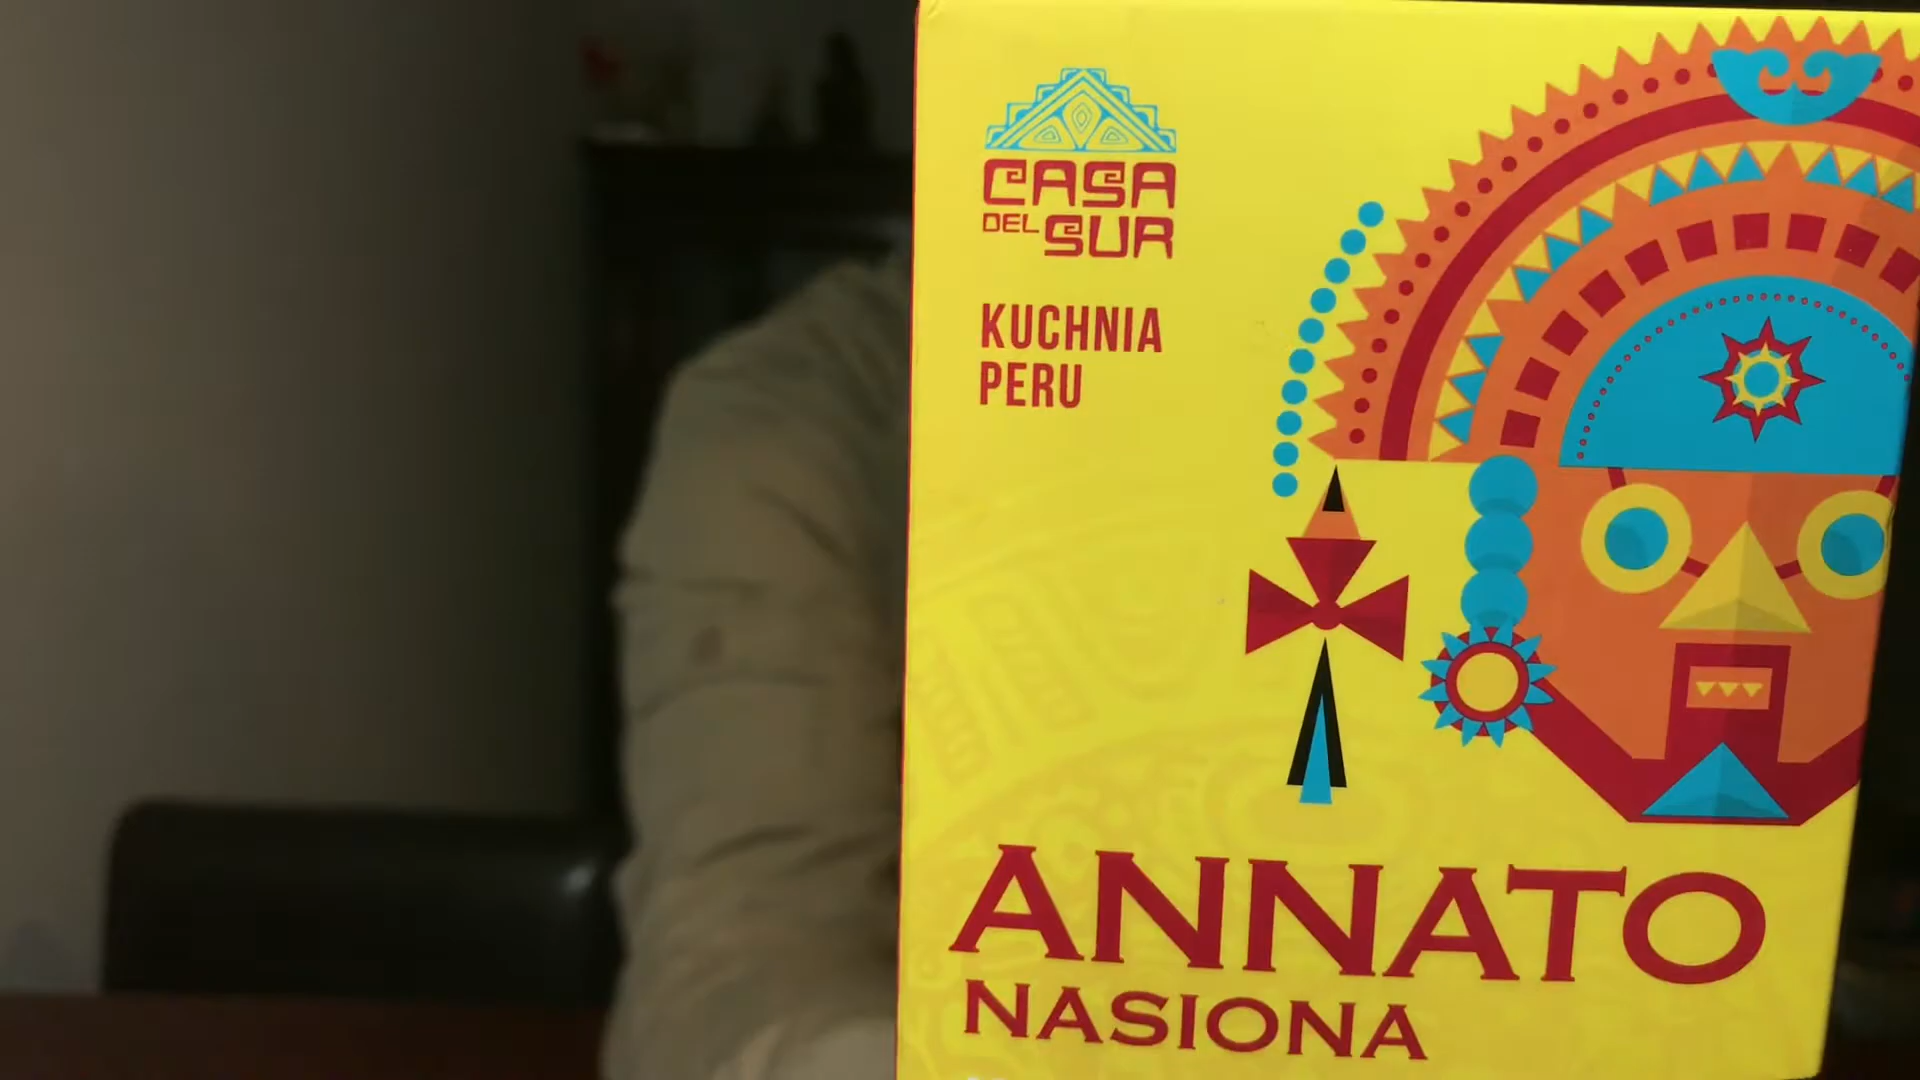 CASA
DEL SUR
KUCHNIA
PERU
ANNATO
NASIONA